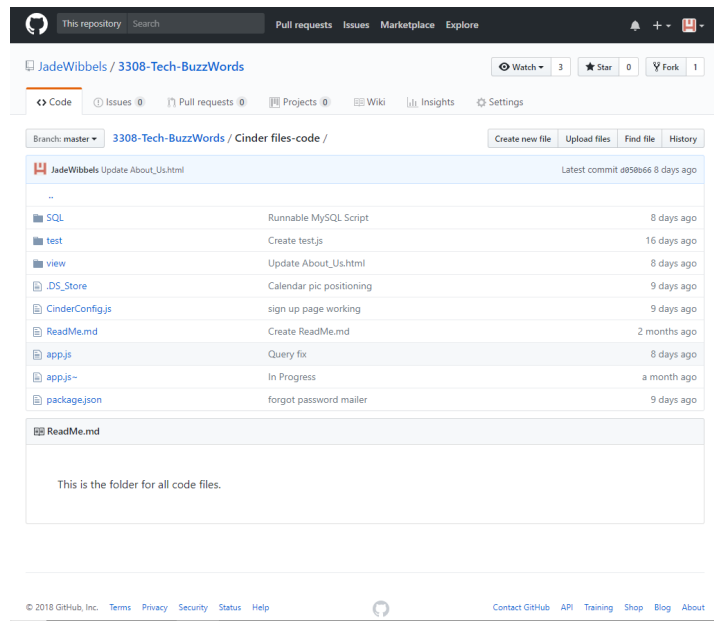 This repository Search Pull requests Issues Marketplace Explore
JadeWibbels / 3308-Tech-BuzzWords Watch 3 Star 0 Fork 1
Code Issues 0 Pull requests 0 Projects 0 Wiki Insights Settings
Branch: master 3308-Tech-BuzzWords / Cinder files-code / Create new file Upload files Find file History
JadeWibbels Update About_Us.html Latest commit d050b66 8 days ago
..
SQL Runnable MySQL Script 8 days ago
test Create test.js 16 days ago
view Update About_Us.html 8 days ago
.DS_Store Calendar pic positioning 9 days ago
CinderConfig.js sign up page working 9 days ago
ReadMe.md Create ReadMe.md 2 months ago
app.js Query fix 8 days ago
app.js~ In Progress a month ago
package.json forgot password mailer 9 days ago
ReadMe.md
This is the folder for all code files.
© 2018 GitHub, Inc. Terms Privacy Security Status Help Contact GitHub API Training Shop Blog About